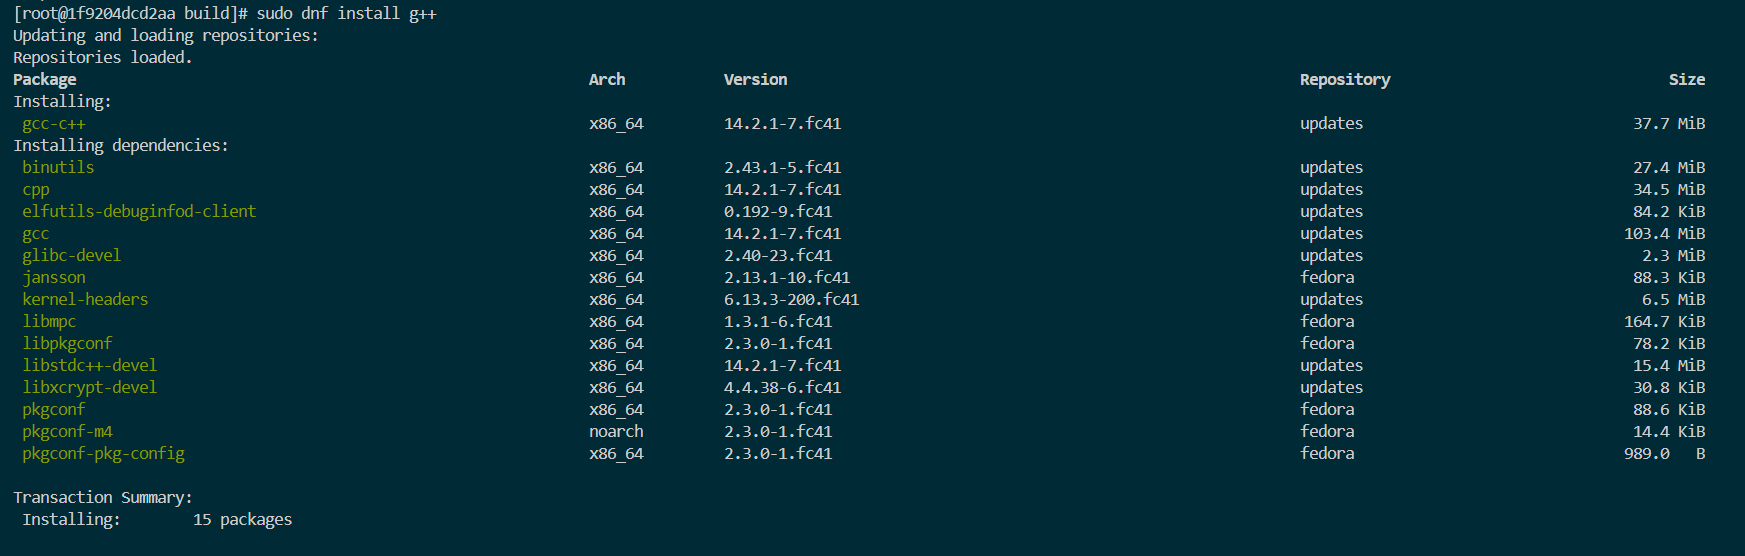 [root@1f9204dcd2aa build]# sudo dnf install g++
Updating and loading repositories:
Repositories loaded.
Package Arch Version Repository Size
Installing:
gcc-c++ x86_64 14.2.1-7.fc41 updates 37.7 MiB
Installing dependencies:
binutils x86_64 2.43.1-5.fc41 updates 27.4 MiB
cpp x86_64 14.2.1-7.fc41 updates 34.5 MiB
elfutils-debuginfod-client x86_64 0.192-9.fc41 updates 84.2 KiB
gcc x86_64 14.2.1-7.fc41 updates 103.4 MiB
glibc-devel x86_64 2.40-23.fc41 updates 2.3 MiB
jansson x86_64 2.13.1-10.fc41 fedora 88.3 KiB
kernel-headers x86_64 6.13.3-200.fc41 updates 6.5 MiB
libmpc x86_64 1.3.1-6.fc41 fedora 164.7 KiB
libpkgconf x86_64 2.3.0-1.fc41 fedora 78.2 KiB
libstdc++-devel x86_64 14.2.1-7.fc41 updates 15.4 MiB
libxcrypt-devel x86_64 4.4.38-6.fc41 updates 30.8 KiB
pkgconf x86_64 2.3.0-1.fc41 fedora 88.6 KiB
pkgconf-m4 noarch 2.3.0-1.fc41 fedora 14.4 KiB
pkgconf-pkg-config x86_64 2.3.0-1.fc41 fedora 989.0 B
Transaction Summary:
Installing: 15 packages